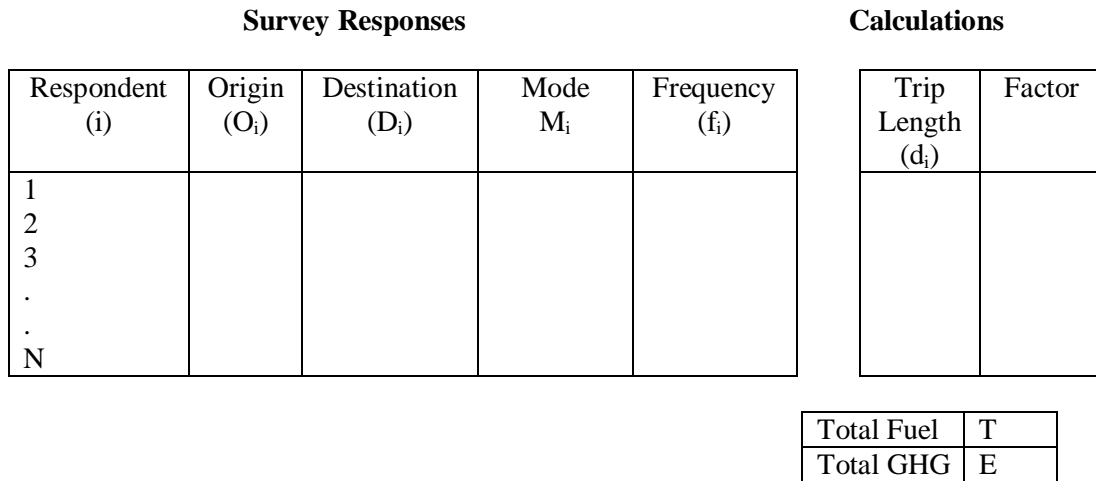 Survey Responses Calculations
Respondent Origin Destination Mode Frequency Trip Factor
(i) (Oᵢ) (Dᵢ) Mᵢ (fᵢ) Length
(dᵢ)
1
2
3
.
.
N
Total Fuel T
Total GHG E